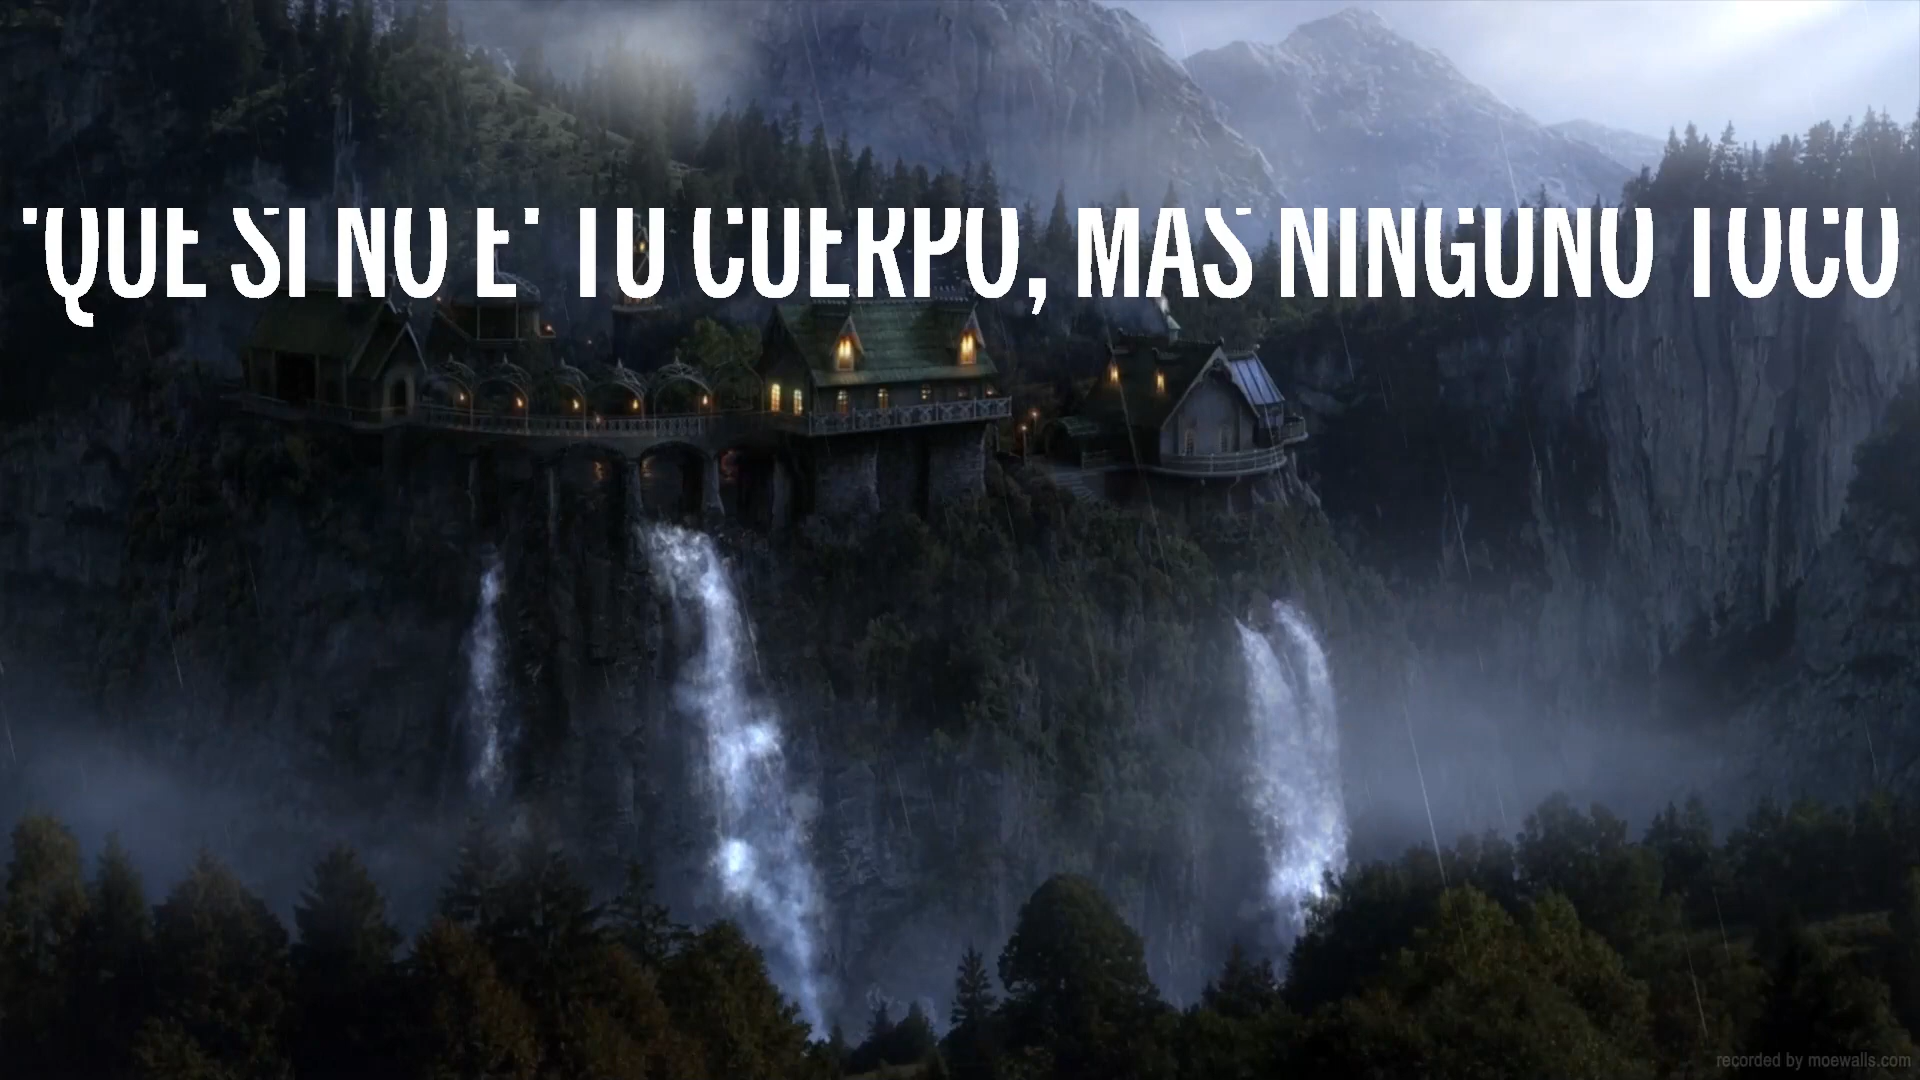 "QUE SI NO E' TU CUERPO, MAS NINGUNO TOCO
recorded by moewalls.com